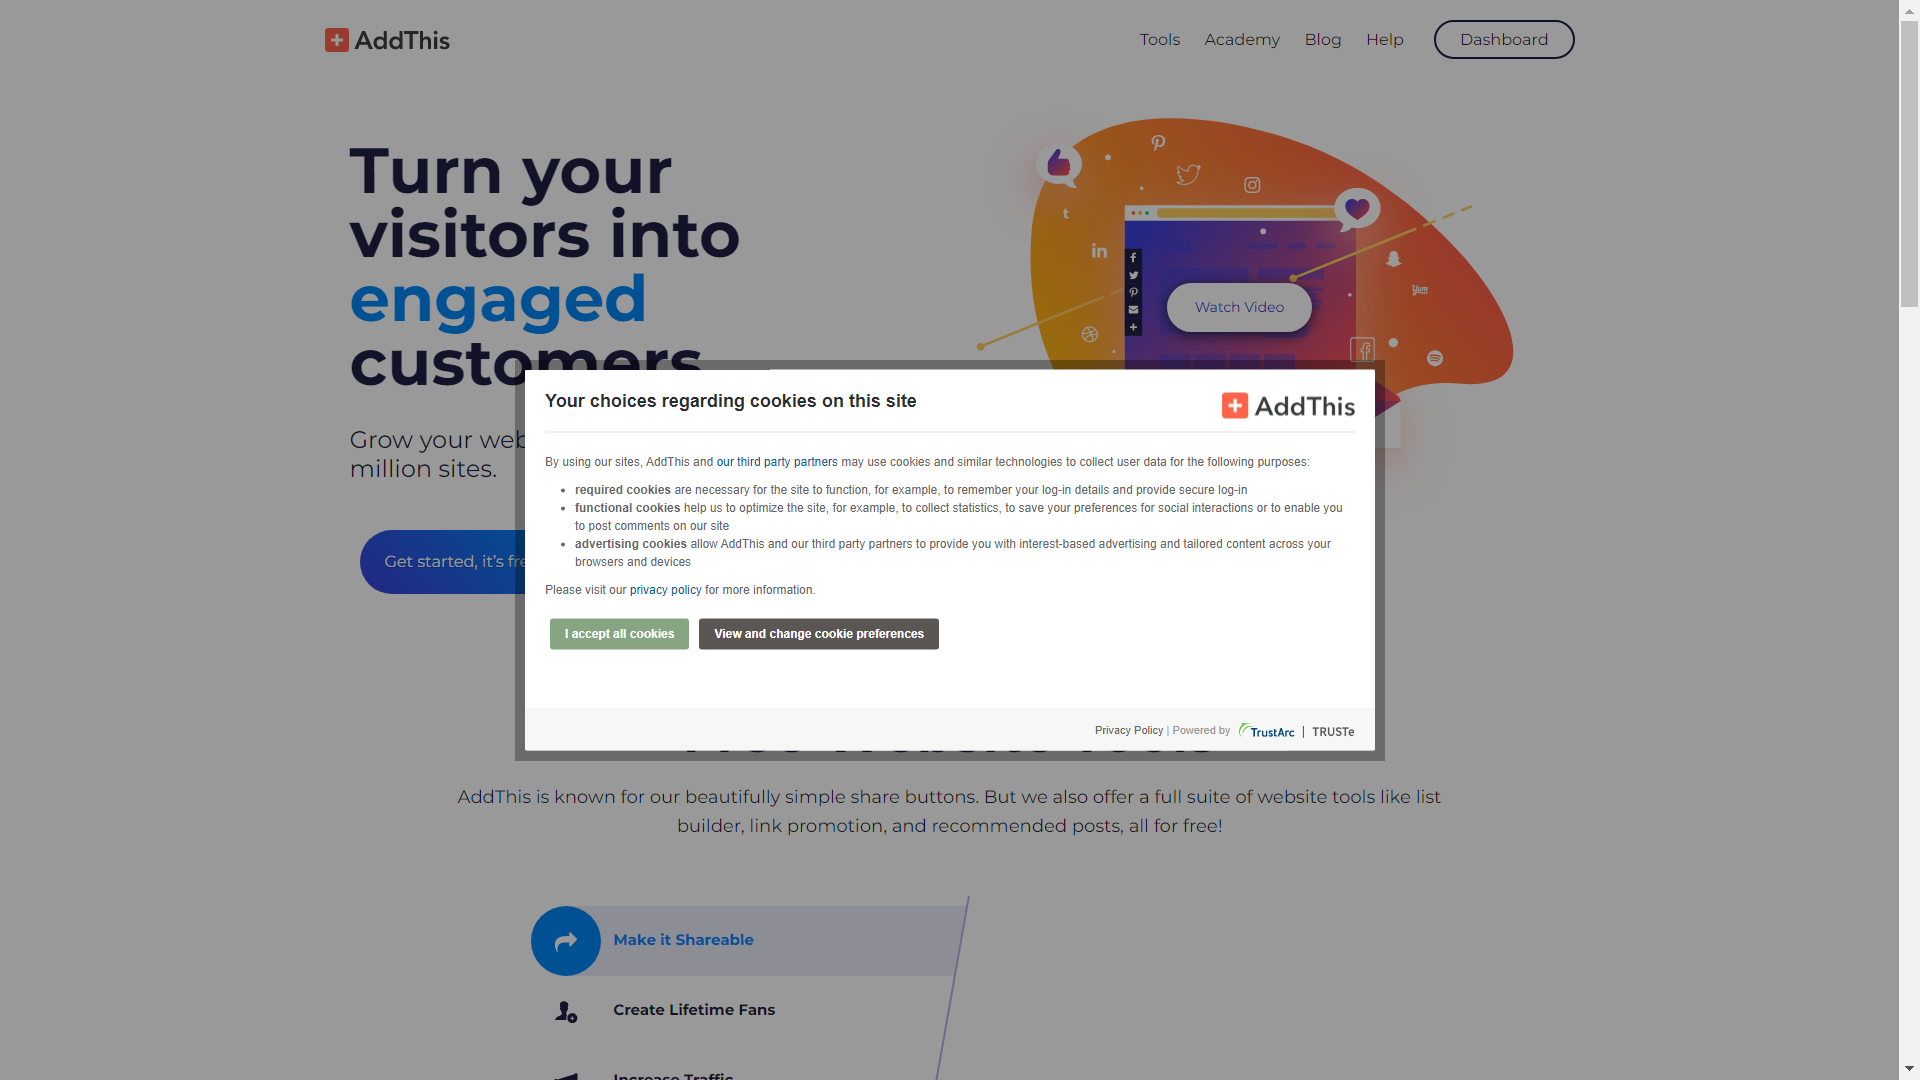 AddThis
Tools
Academy
Blog
Help
Dashboard
Turn your
visitors into
engaged
customers
Watch Video
Grow your web
million sites.
Get started, it's fre
Your choices regarding cookies on this site
AddThis
By using our sites, AddThis and our third party partners may use cookies and similar technologies to collect user data for the following purposes:
• required cookies are necessary for the site to function, for example, to remember your log-in details and provide secure log-in
• functional cookies help us to optimize the site, for example, to collect statistics, to save your preferences for social interactions or to enable you
to post comments on our site
• advertising cookies allow AddThis and our third party partners to provide you with interest-based advertising and tailored content across your
browsers and devices
Please visit our privacy policy for more information.
I accept all cookies
View and change cookie preferences
Privacy Policy | Powered by TrustArc | TRUSTe
AddThis is known for our beautifully simple share buttons. But we also offer a full suite of website tools like list
builder, link promotion, and recommended posts, all for free!
Make it Shareable
Create Lifetime Fans
Increase Traffic